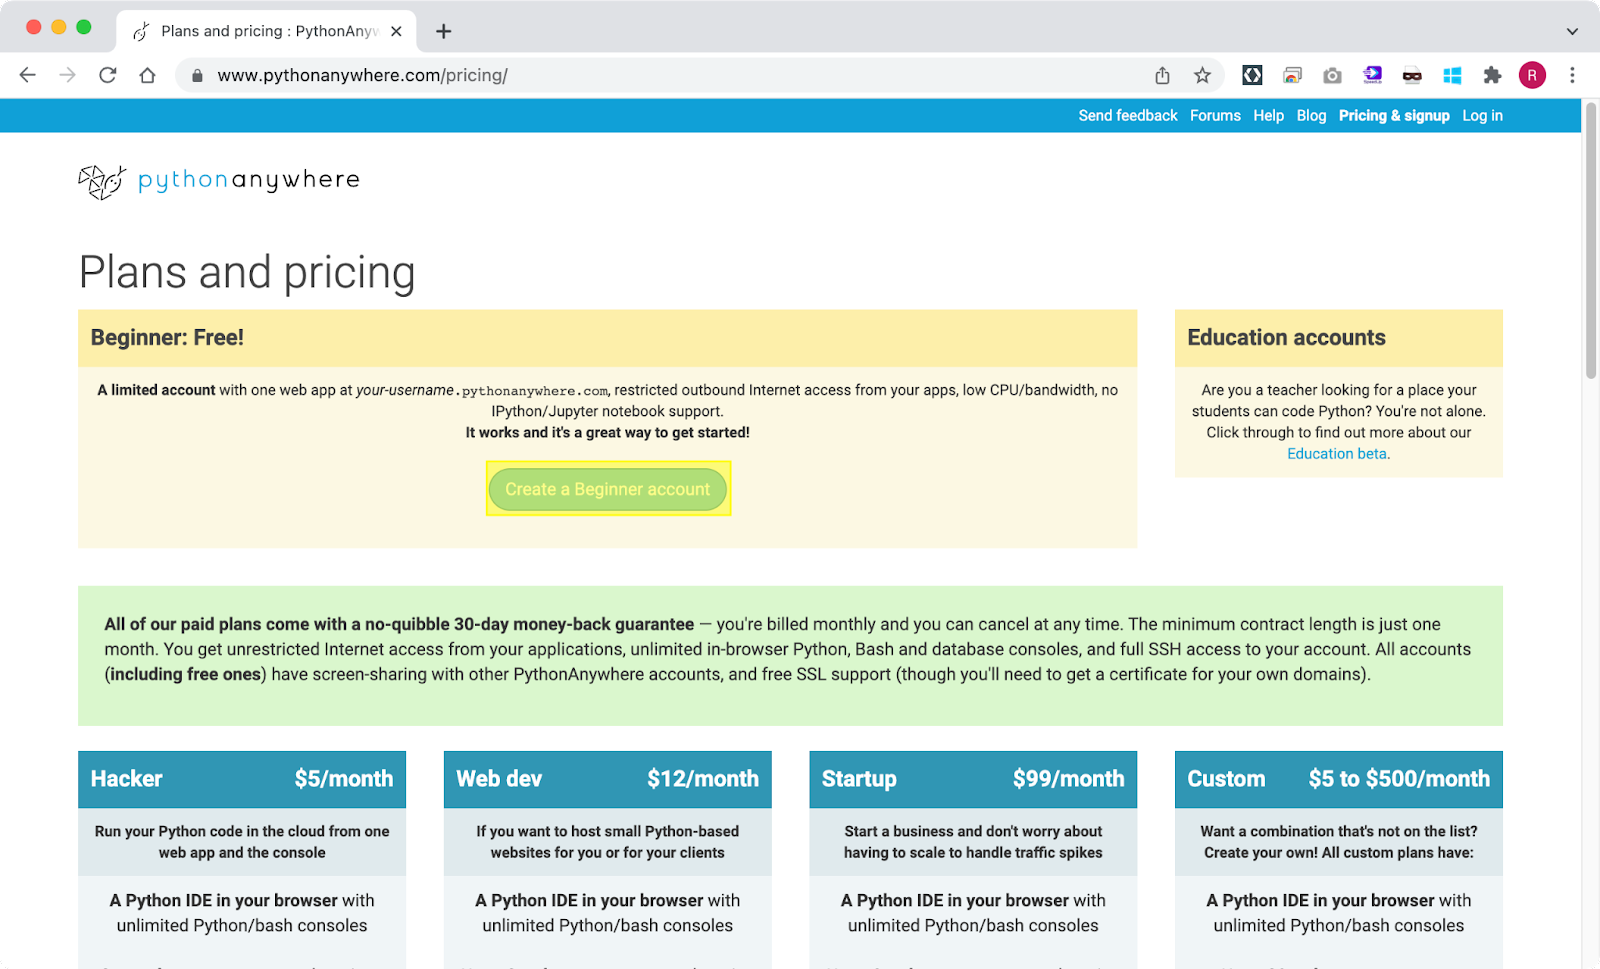 Plans and pricing : PythonAnyw
www.pythonanywhere.com/pricing/
R
Send feedback Forums Help Blog Pricing & signup Log in
pythonanywhere
Plans and pricing
Beginner: Free!
A limited account with one web app at your-username.pythonanywhere.com, restricted outbound Internet access from your apps, low CPU/bandwidth, no
IPython/Jupyter notebook support.
It works and it's a great way to get started!
Create a Beginner account
Education accounts
Are you a teacher looking for a place your
students can code Python? You're not alone.
Click through to find out more about our
Education beta.
All of our paid plans come with a no-quibble 30-day money-back guarantee — you're billed monthly and you can cancel at any time. The minimum contract length is just one
month. You get unrestricted Internet access from your applications, unlimited in-browser Python, Bash and database consoles, and full SSH access to your account. All accounts
(including free ones) have screen-sharing with other PythonAnywhere accounts, and free SSL support (though you'll need to get a certificate for your own domains).
Hacker $5/month
Run your Python code in the cloud from one
web app and the console
A Python IDE in your browser with
unlimited Python/bash consoles
Web dev $12/month
If you want to host small Python-based
websites for you or for your clients
A Python IDE in your browser with
unlimited Python/bash consoles
Startup $99/month
Start a business and don't worry about
having to scale to handle traffic spikes
A Python IDE in your browser with
unlimited Python/bash consoles
Custom $5 to $500/month
Want a combination that's not on the list?
Create your own! All custom plans have:
A Python IDE in your browser with
unlimited Python/bash consoles